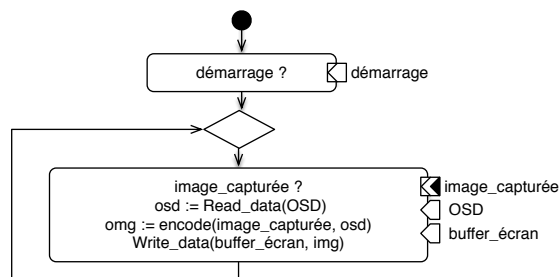 démarrage ?
démarrage
image_capturée ?
osd := Read_data(OSD)
omg := encode(image_capturée, osd)
Write_data(buffer_écran, img)
image_capturée
OSD
buffer_écran